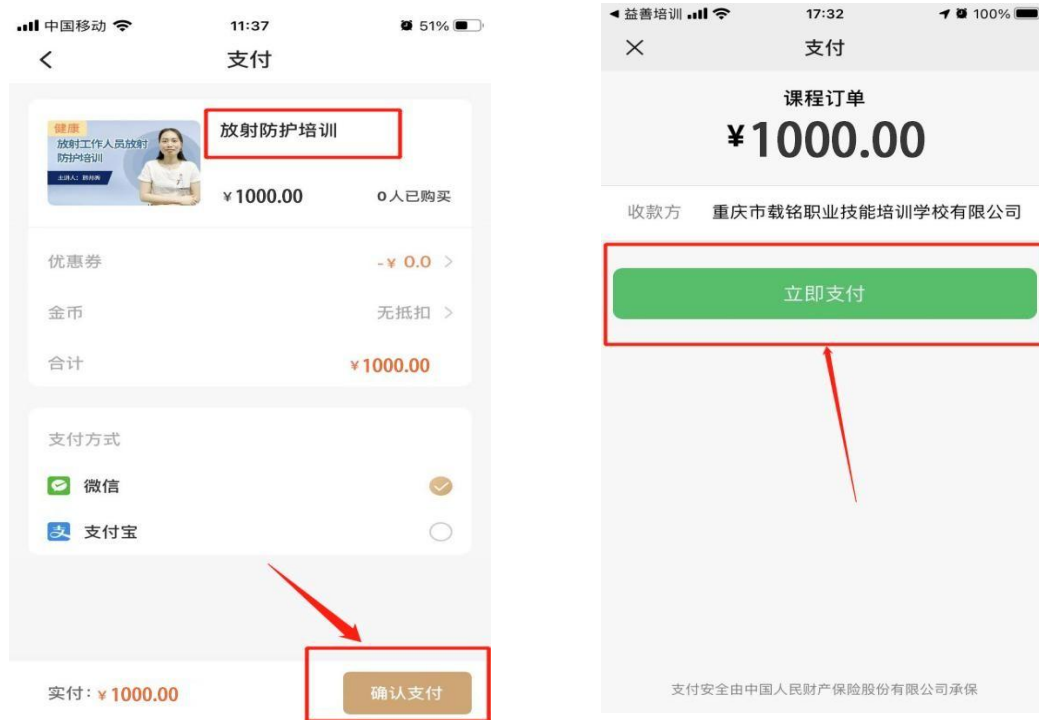 中国移动
11:37
51%
支付
健康
放射工作人员放射
防护培训
放射防护培训
¥1000.00
0人已购买
优惠券
-¥ 0.0
金币
无抵扣
合计
¥1000.00
支付方式
微信
支付宝
实付：¥1000.00
确认支付
益善培训
17:32
100%
支付
课程订单
¥1000.00
收款方
重庆市载铭职业技能培训学校有限公司
立即支付
支付安全由中国人民财产保险股份有限公司承保